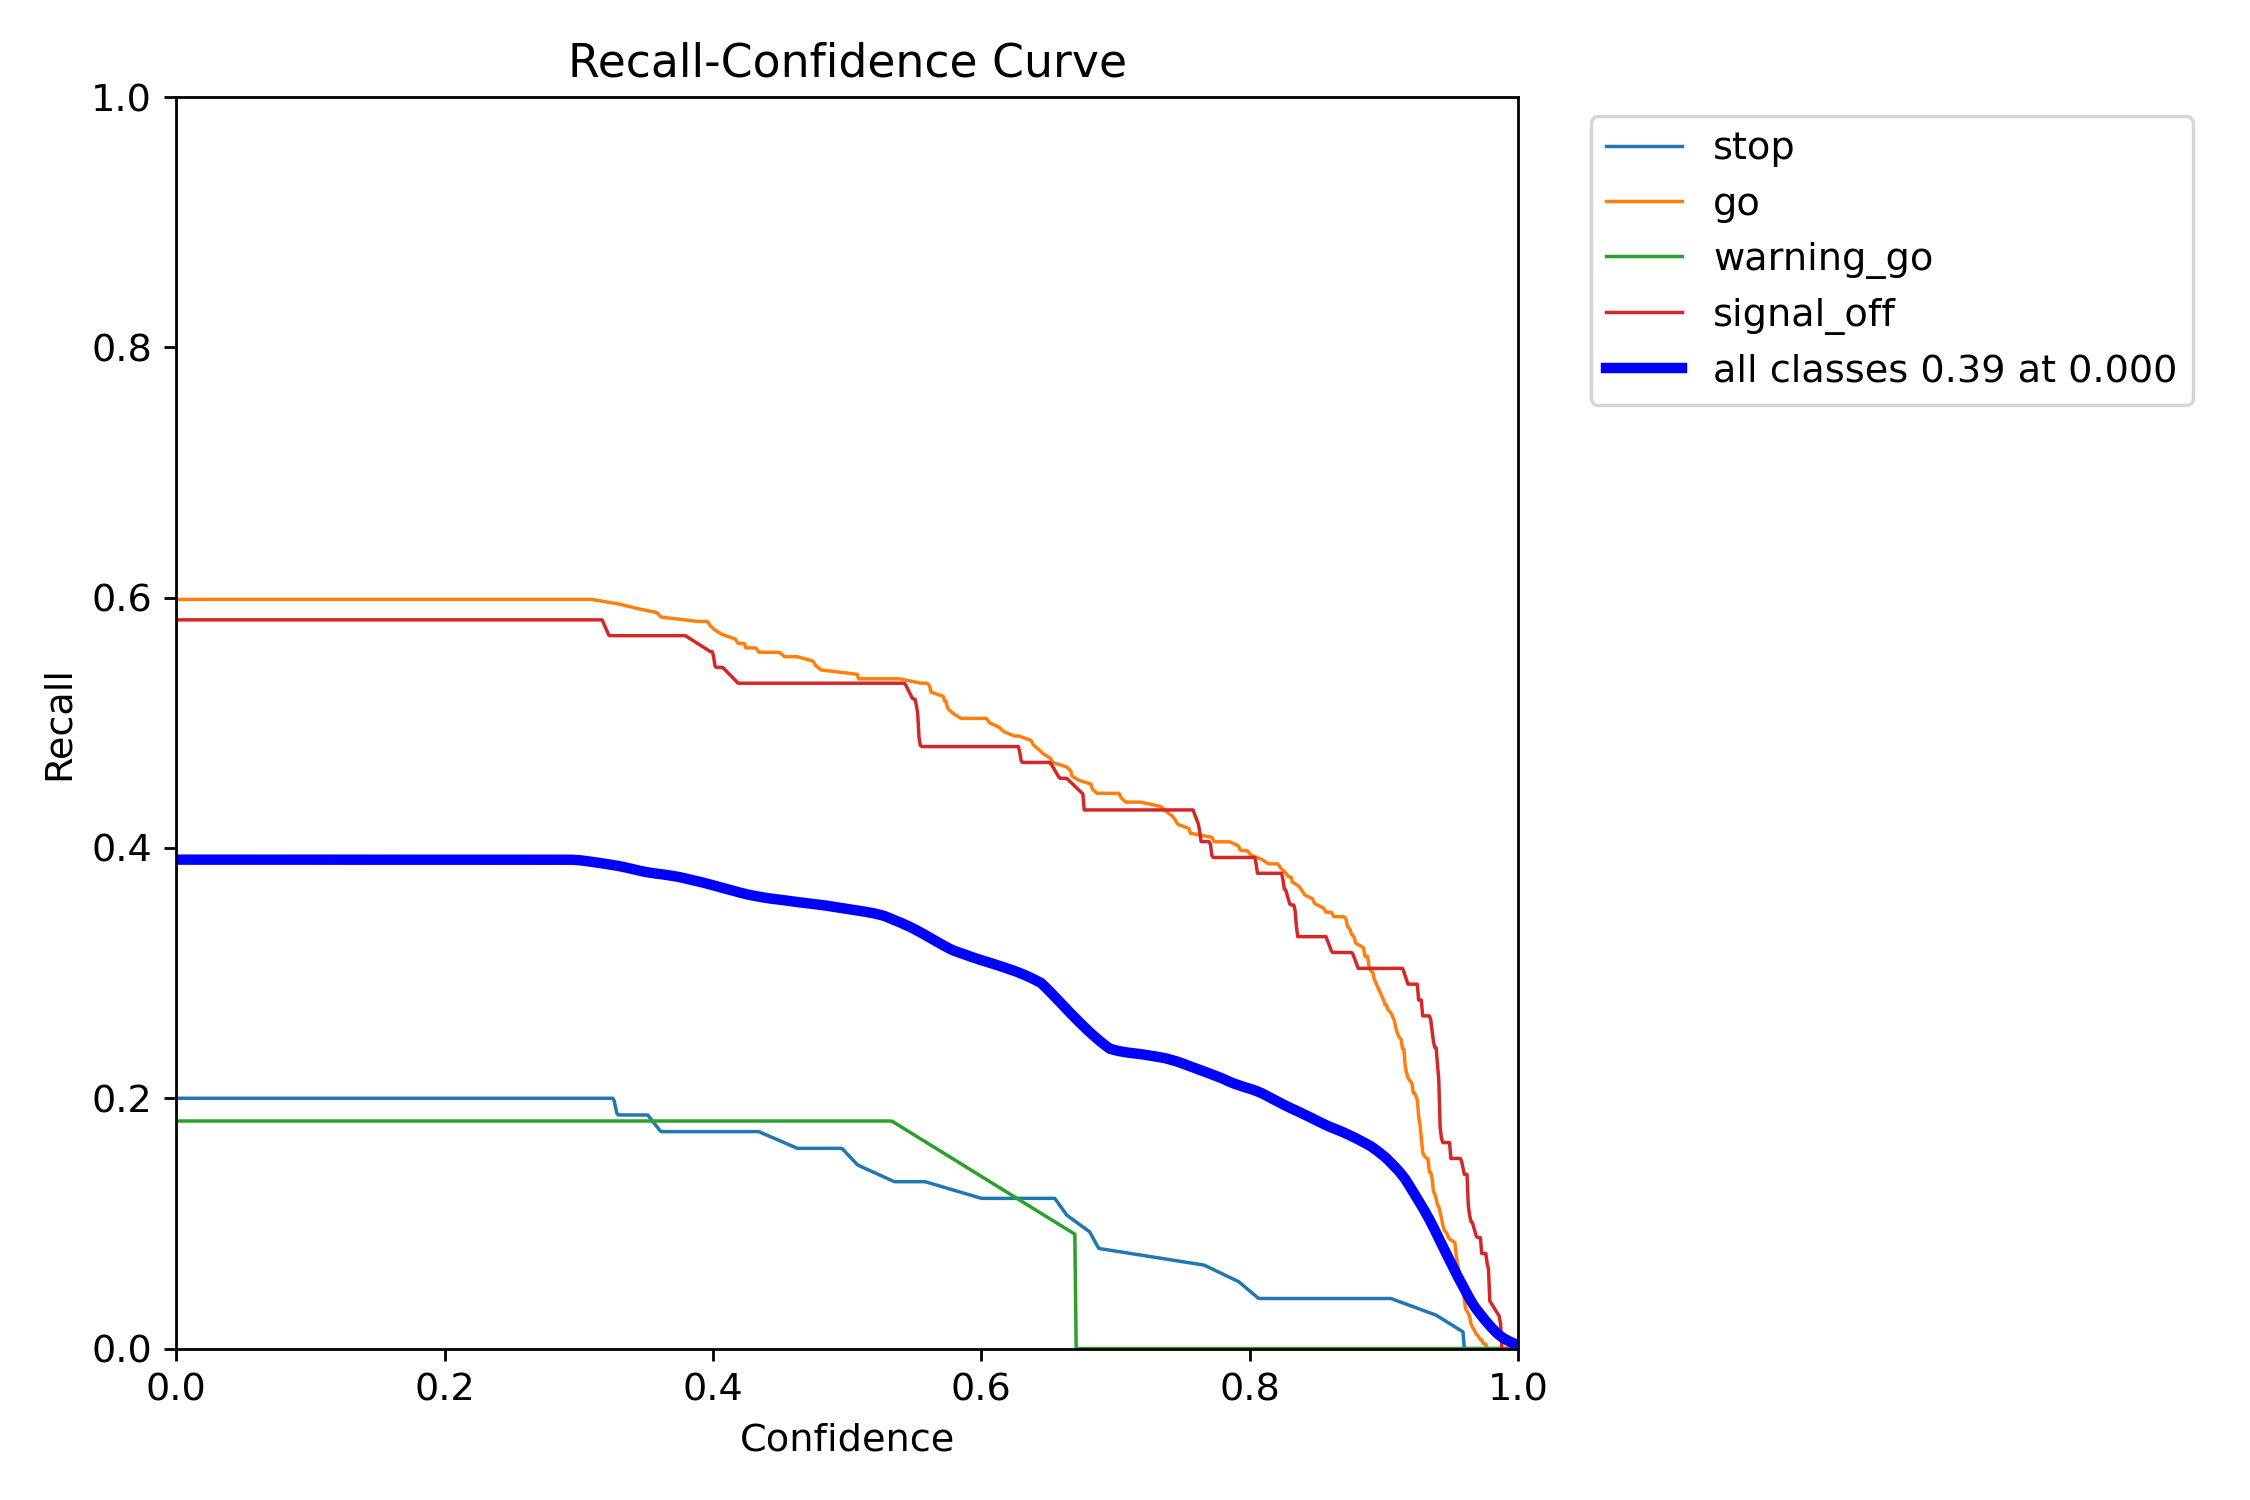 Recall-Confidence Curve
1.0
0.8
0.6
0.4
0.2
0.0
Recall
0.0 0.2 0.4 0.6 0.8 1.0
Confidence
stop
go
warning_go
signal_off
all classes 0.39 at 0.000